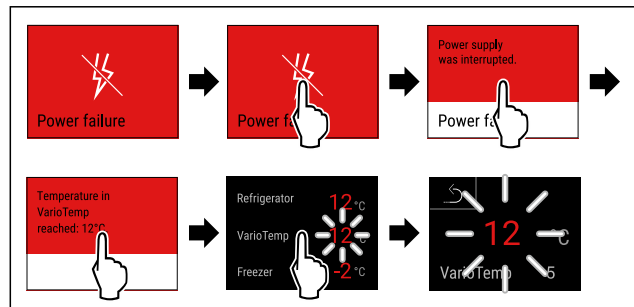 Power failure
Power fa
Power supply
was interrupted.
Power fa
Temperature in
VarioTemp
reached: 12°C
Refrigerator 12 °C
VarioTemp 12 °C
Freezer -2 °C
12 °C
VarioTemp 5